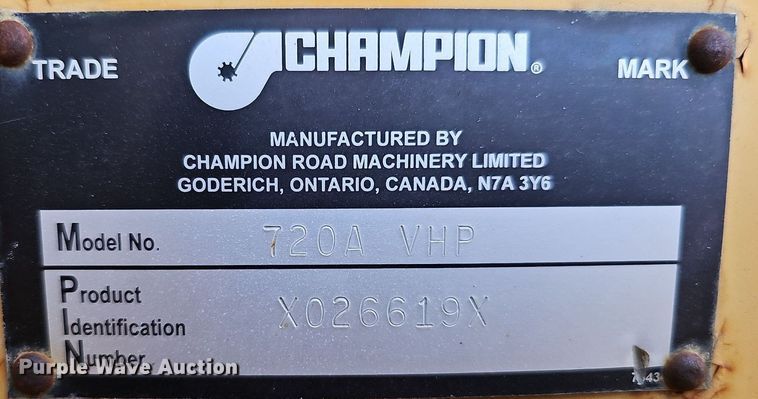 TRADE CHAMPION® MARK
MANUFACTURED BY
CHAMPION ROAD MACHINERY LIMITED
GODERICH, ONTARIO, CANADA, N7A 3Y6
Model No. 720A VHP
Product
Identification X026619X
Number
Purple Wave Auction